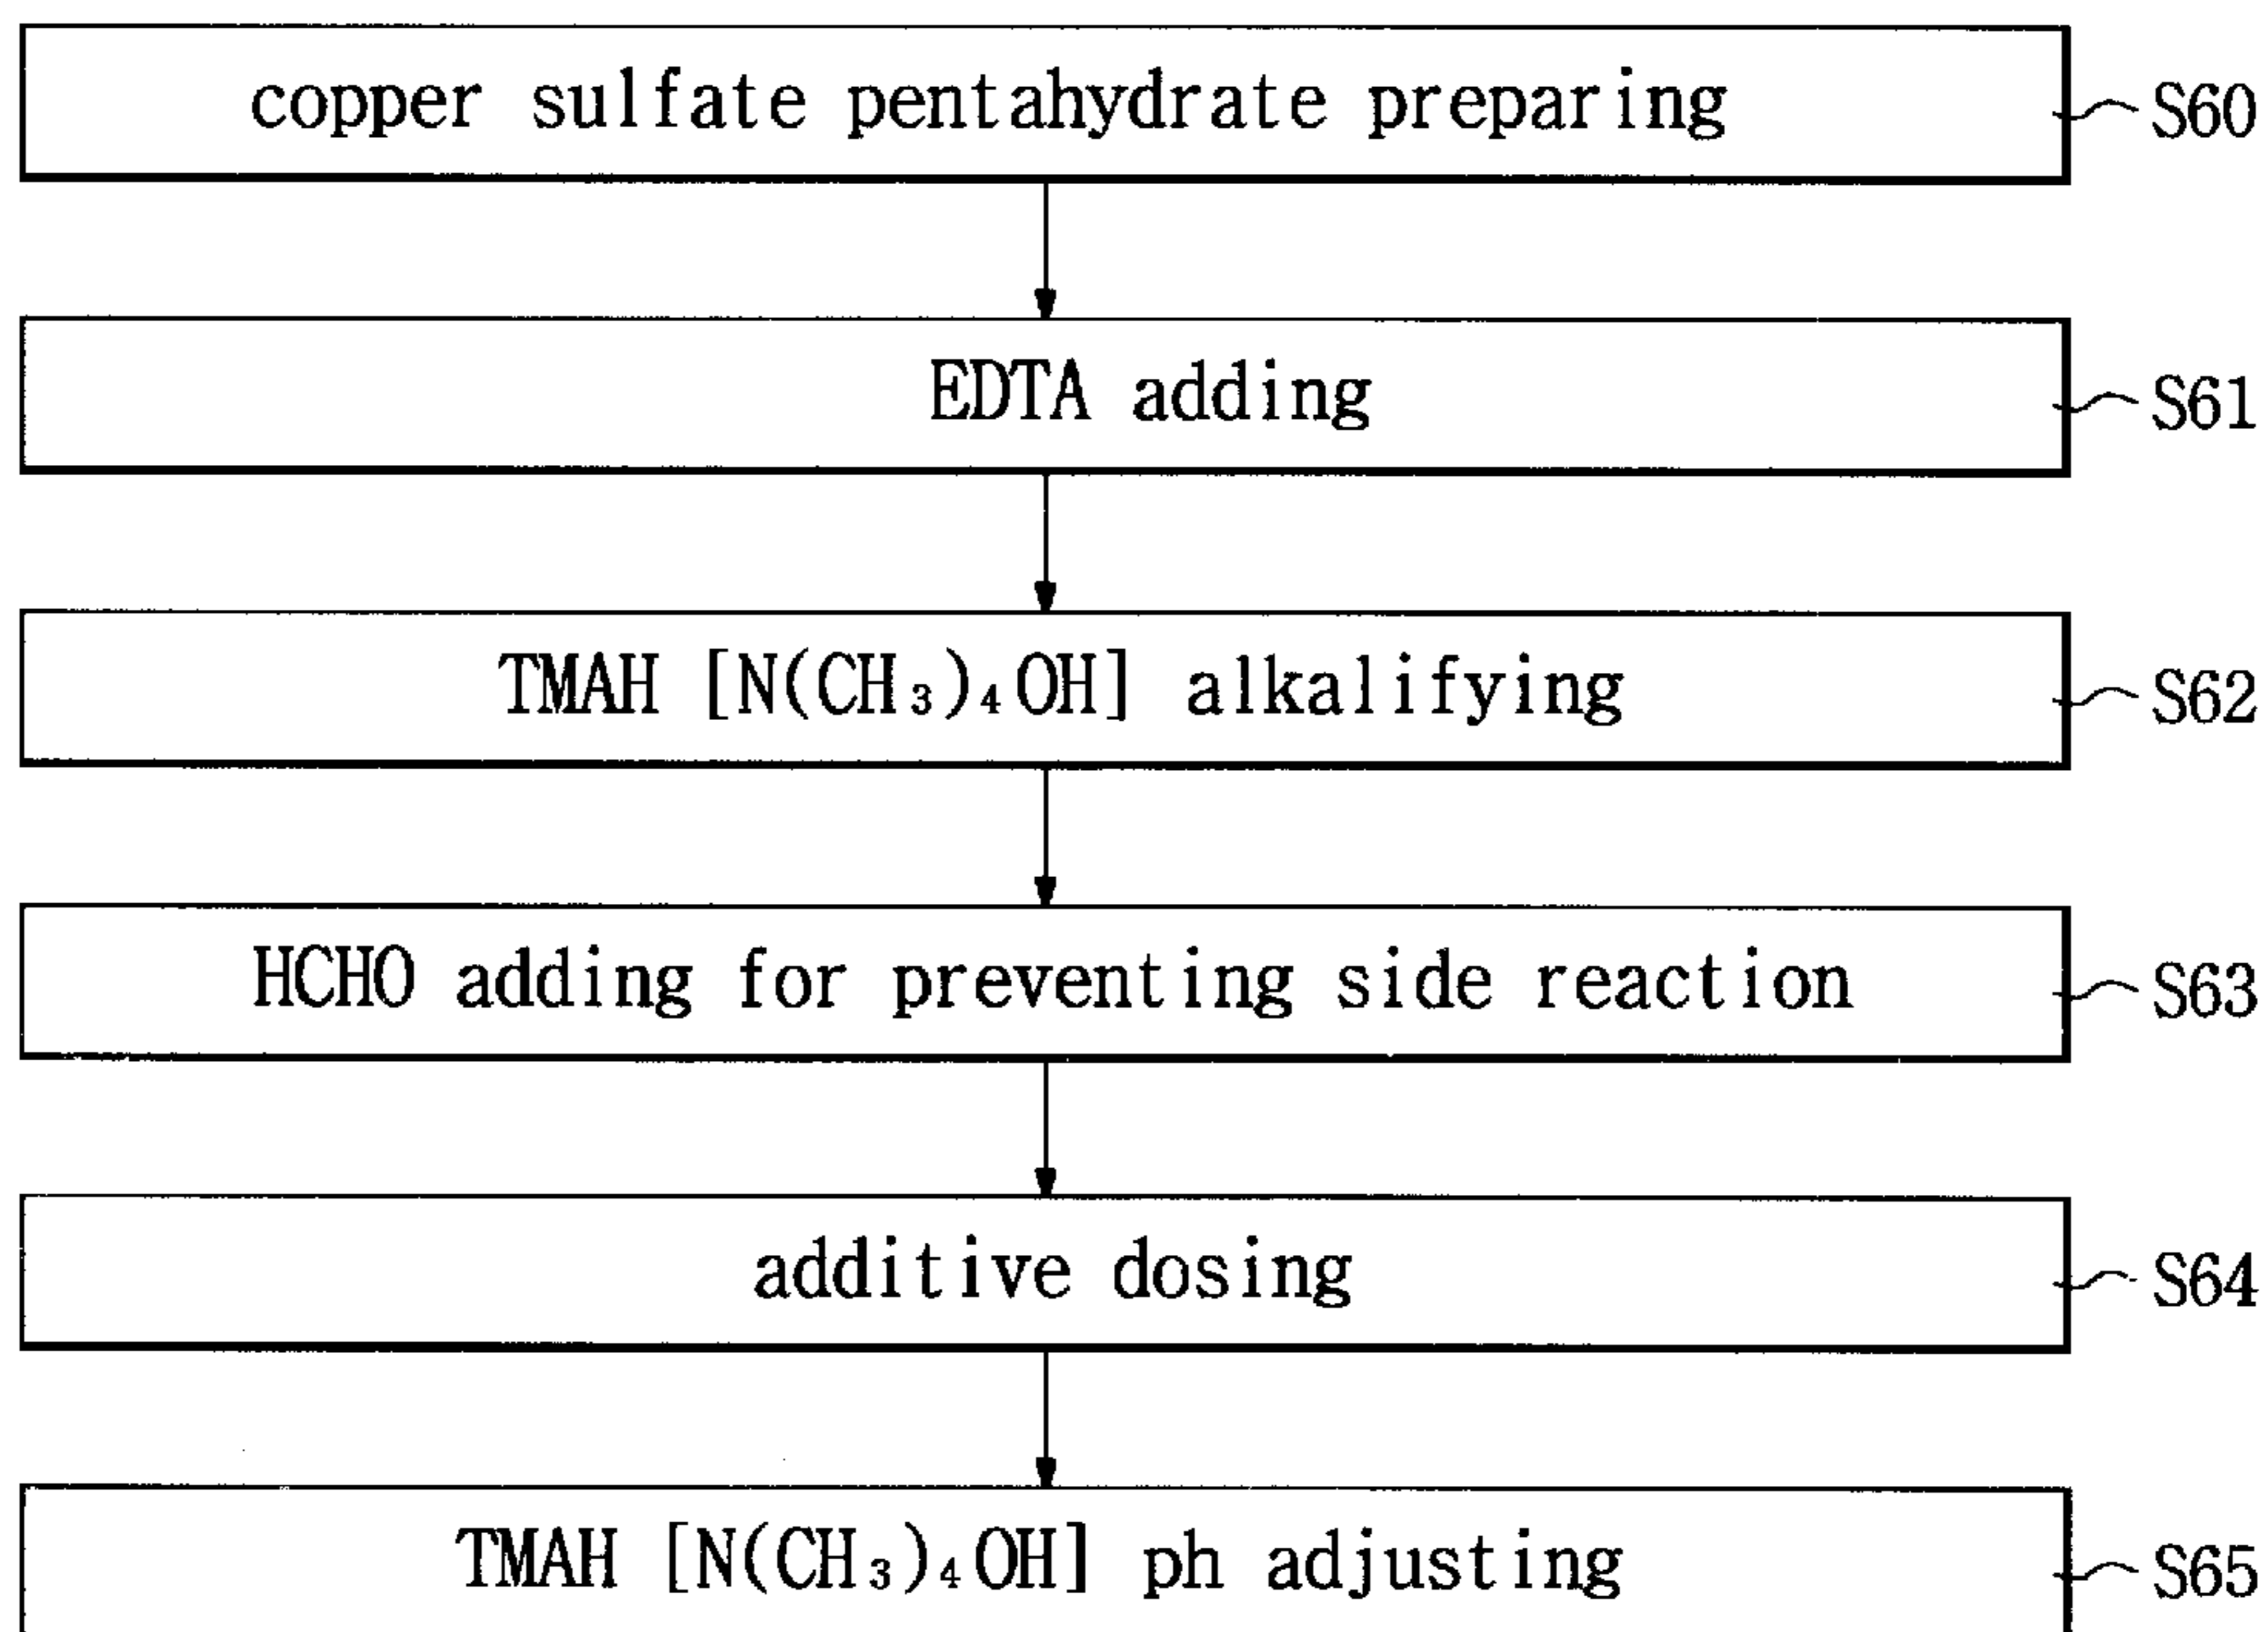 copper sulfate pentahydrate preparing S60
EDTA adding S61
TMAH [N(CH₃)₄OH] alkalifying S62
HCHO adding for preventing side reaction S63
additive dosing S64
TMAH [N(CH₃)₄OH] ph adjusting S65